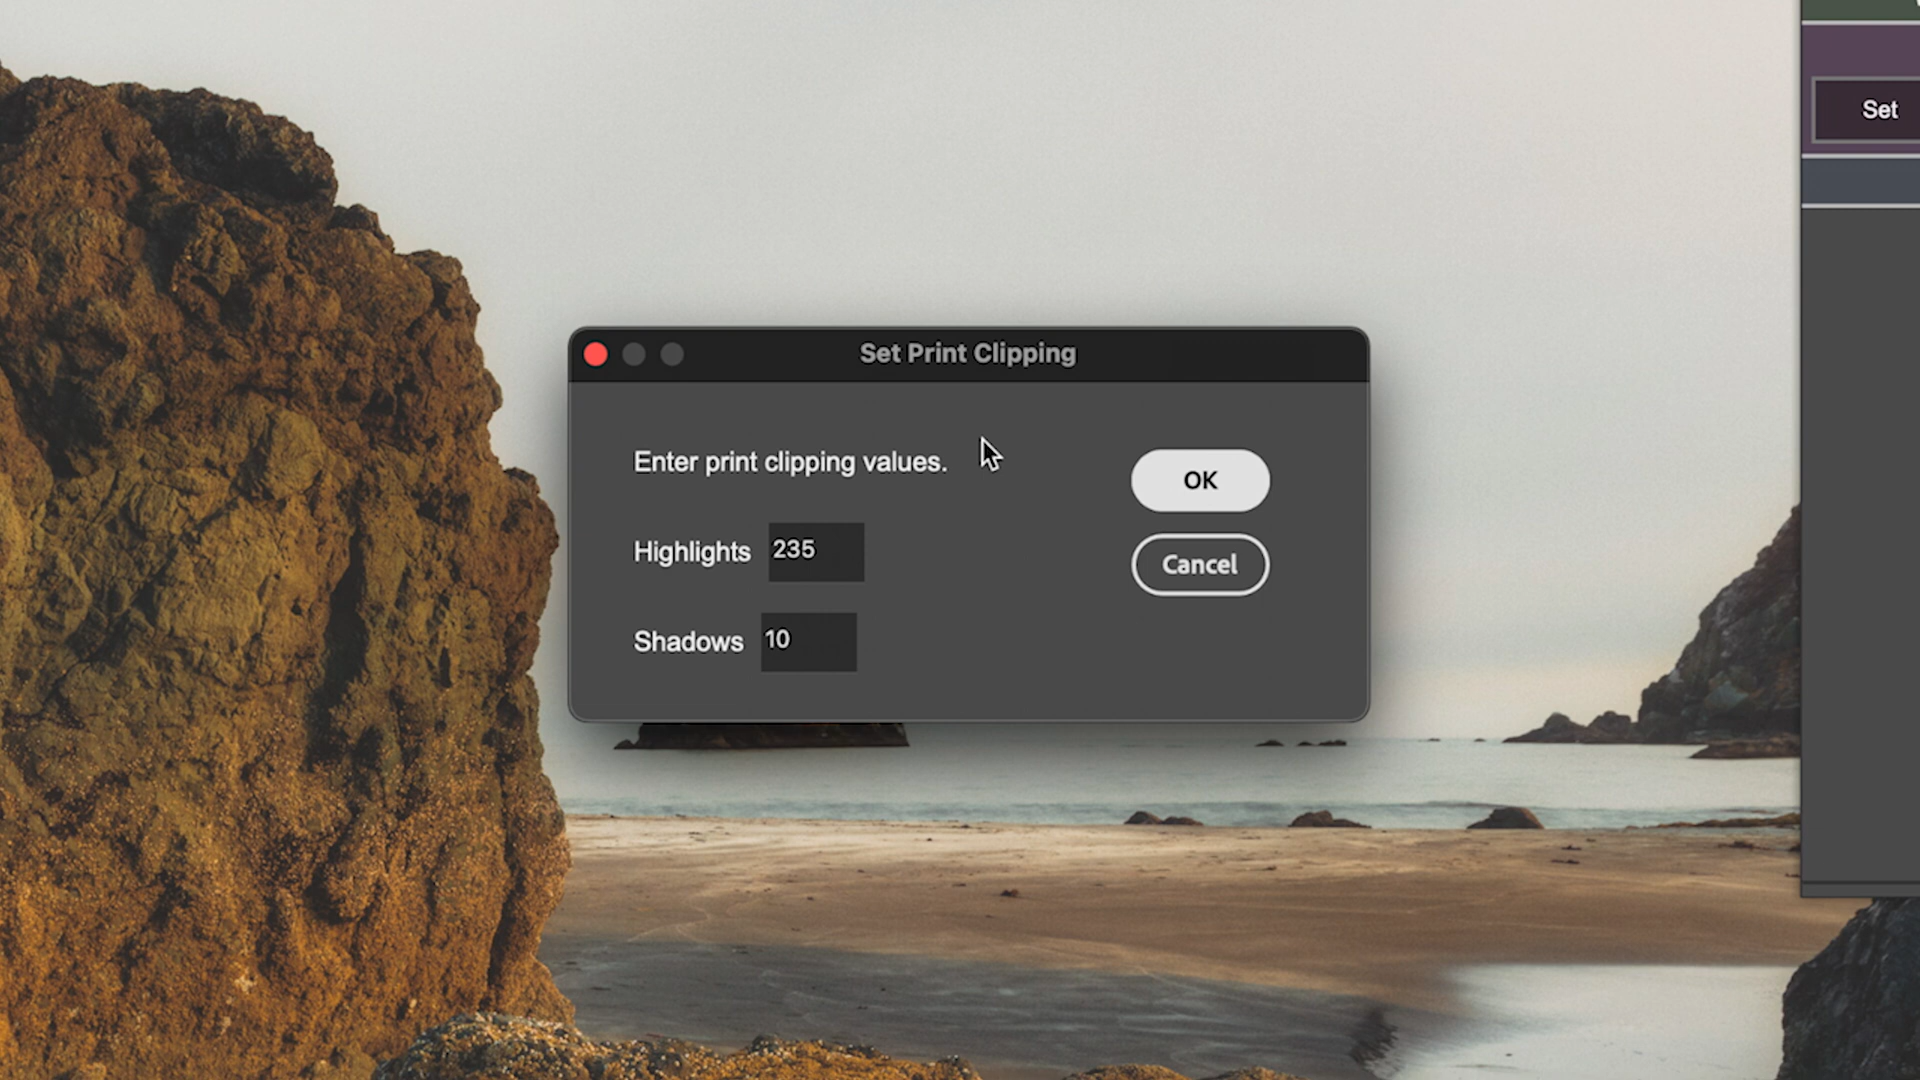 Set
Set Print Clipping
Enter print clipping values.
OK
Highlights 235
Cancel
Shadows 10